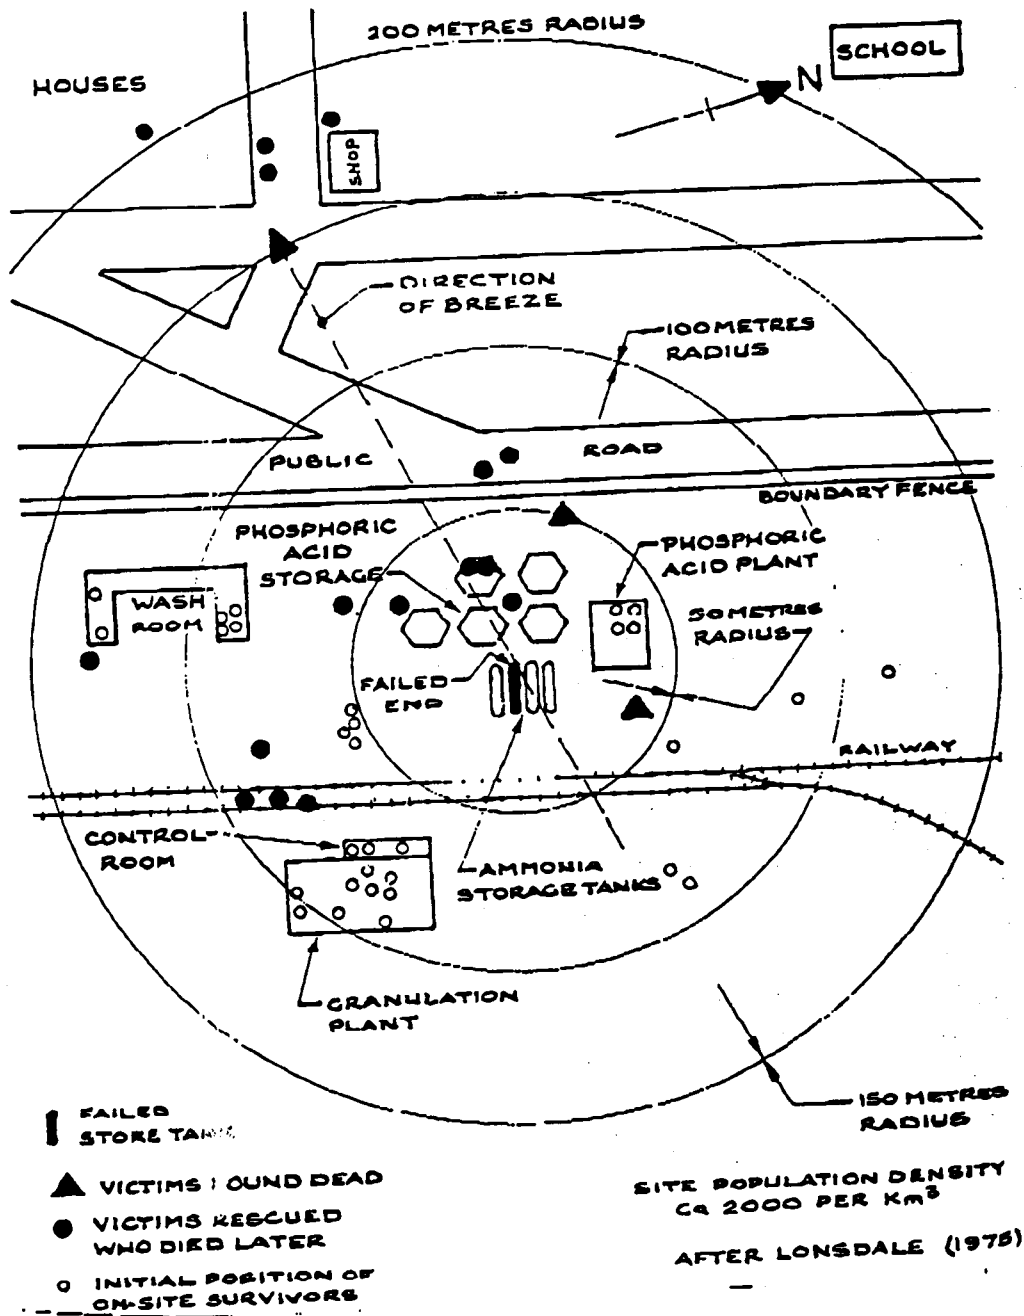 200 METRES RADIUS
SCHOOL
N
HOUSES
SHOP
DIRECTION
OF BREEZE
100 METRES
RADIUS
PUBLIC
ROAD
BOUNDARY FENCE
PHOSPHORIC
ACID
STORAGE
PHOSPHORIC
ACID PLANT
WASH
ROOM
50 METRES
RADIUS
FAILED
END
RAILWAY
CONTROL
ROOM
AMMONIA
STORAGE TANKS
GRANULATION
PLANT
150 METRES
RADIUS
FAILED
STORE
VICTIMS FOUND DEAD
VICTIMS RESCUED
WHO DIED LATER
INITIAL POSITION OF
ON-SITE SURVIVORS
SITE POPULATION DENSITY
Ca 2000 PER Km³
AFTER LONSDALE (1975)